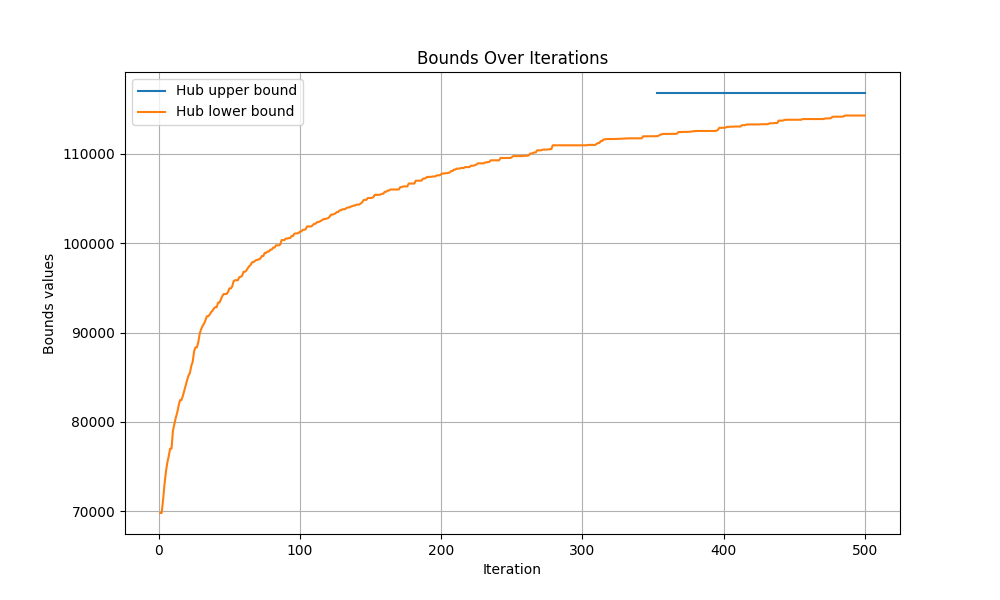 Bounds Over Iterations
Hub upper bound
Hub lower bound
Bounds values
110000
100000
90000
80000
70000
0 100 200 300 400 500
Iteration